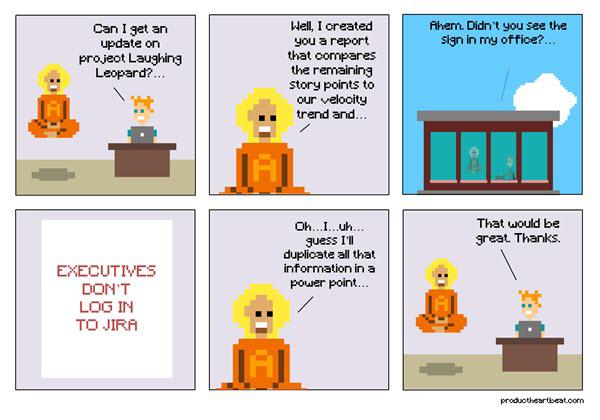 Can I get an
update on
project Laughing
Leopard?...
Well, I created
you a report
that compares
the remaining
story points to
our velocity
trend and...
Ahem. Didn't you see the
sign in my office?...
EXECUTIVES
DON'T
LOG IN
TO JIRA
Oh...I...uh...
guess I'll
duplicate all that
information in a
power point...
That would be
great. Thanks.
productheartbeat.com